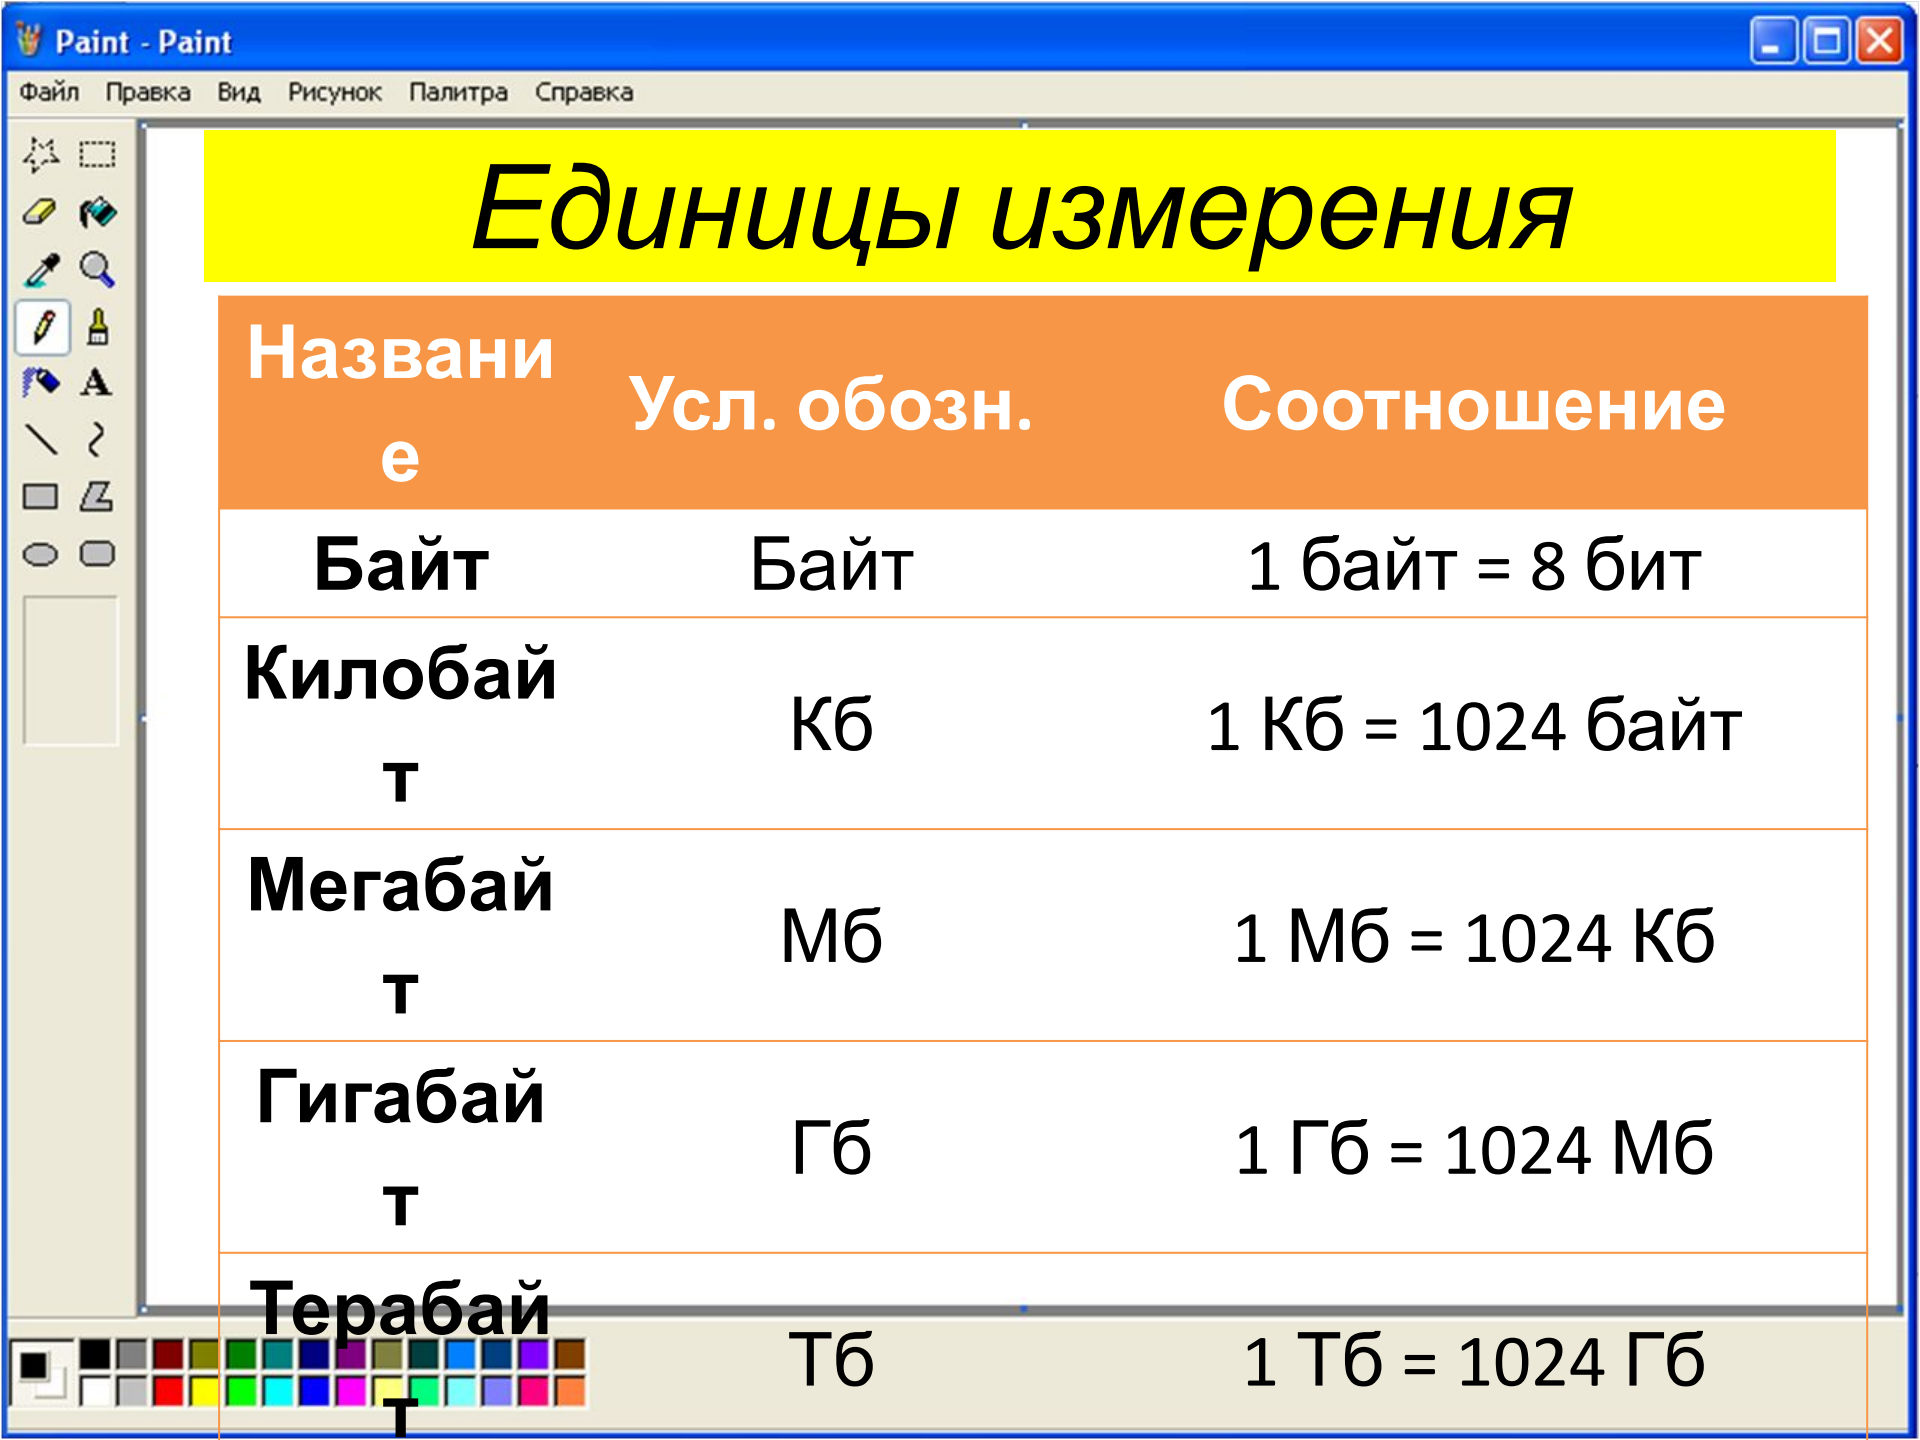 Paint - Paint
Файл Правка Вид Рисунок Палитра Справка
Единицы измерения
Названи
е
Усл. обозн.
Соотношение
Байт
Байт
1 байт = 8 бит
Килобай
т
Кб
1 Кб = 1024 байт
Мегабай
т
Мб
1 Мб = 1024 Кб
Гигабай
т
Гб
1 Гб = 1024 Мб
Терабай
т
Тб
1 Тб = 1024 Гб
A